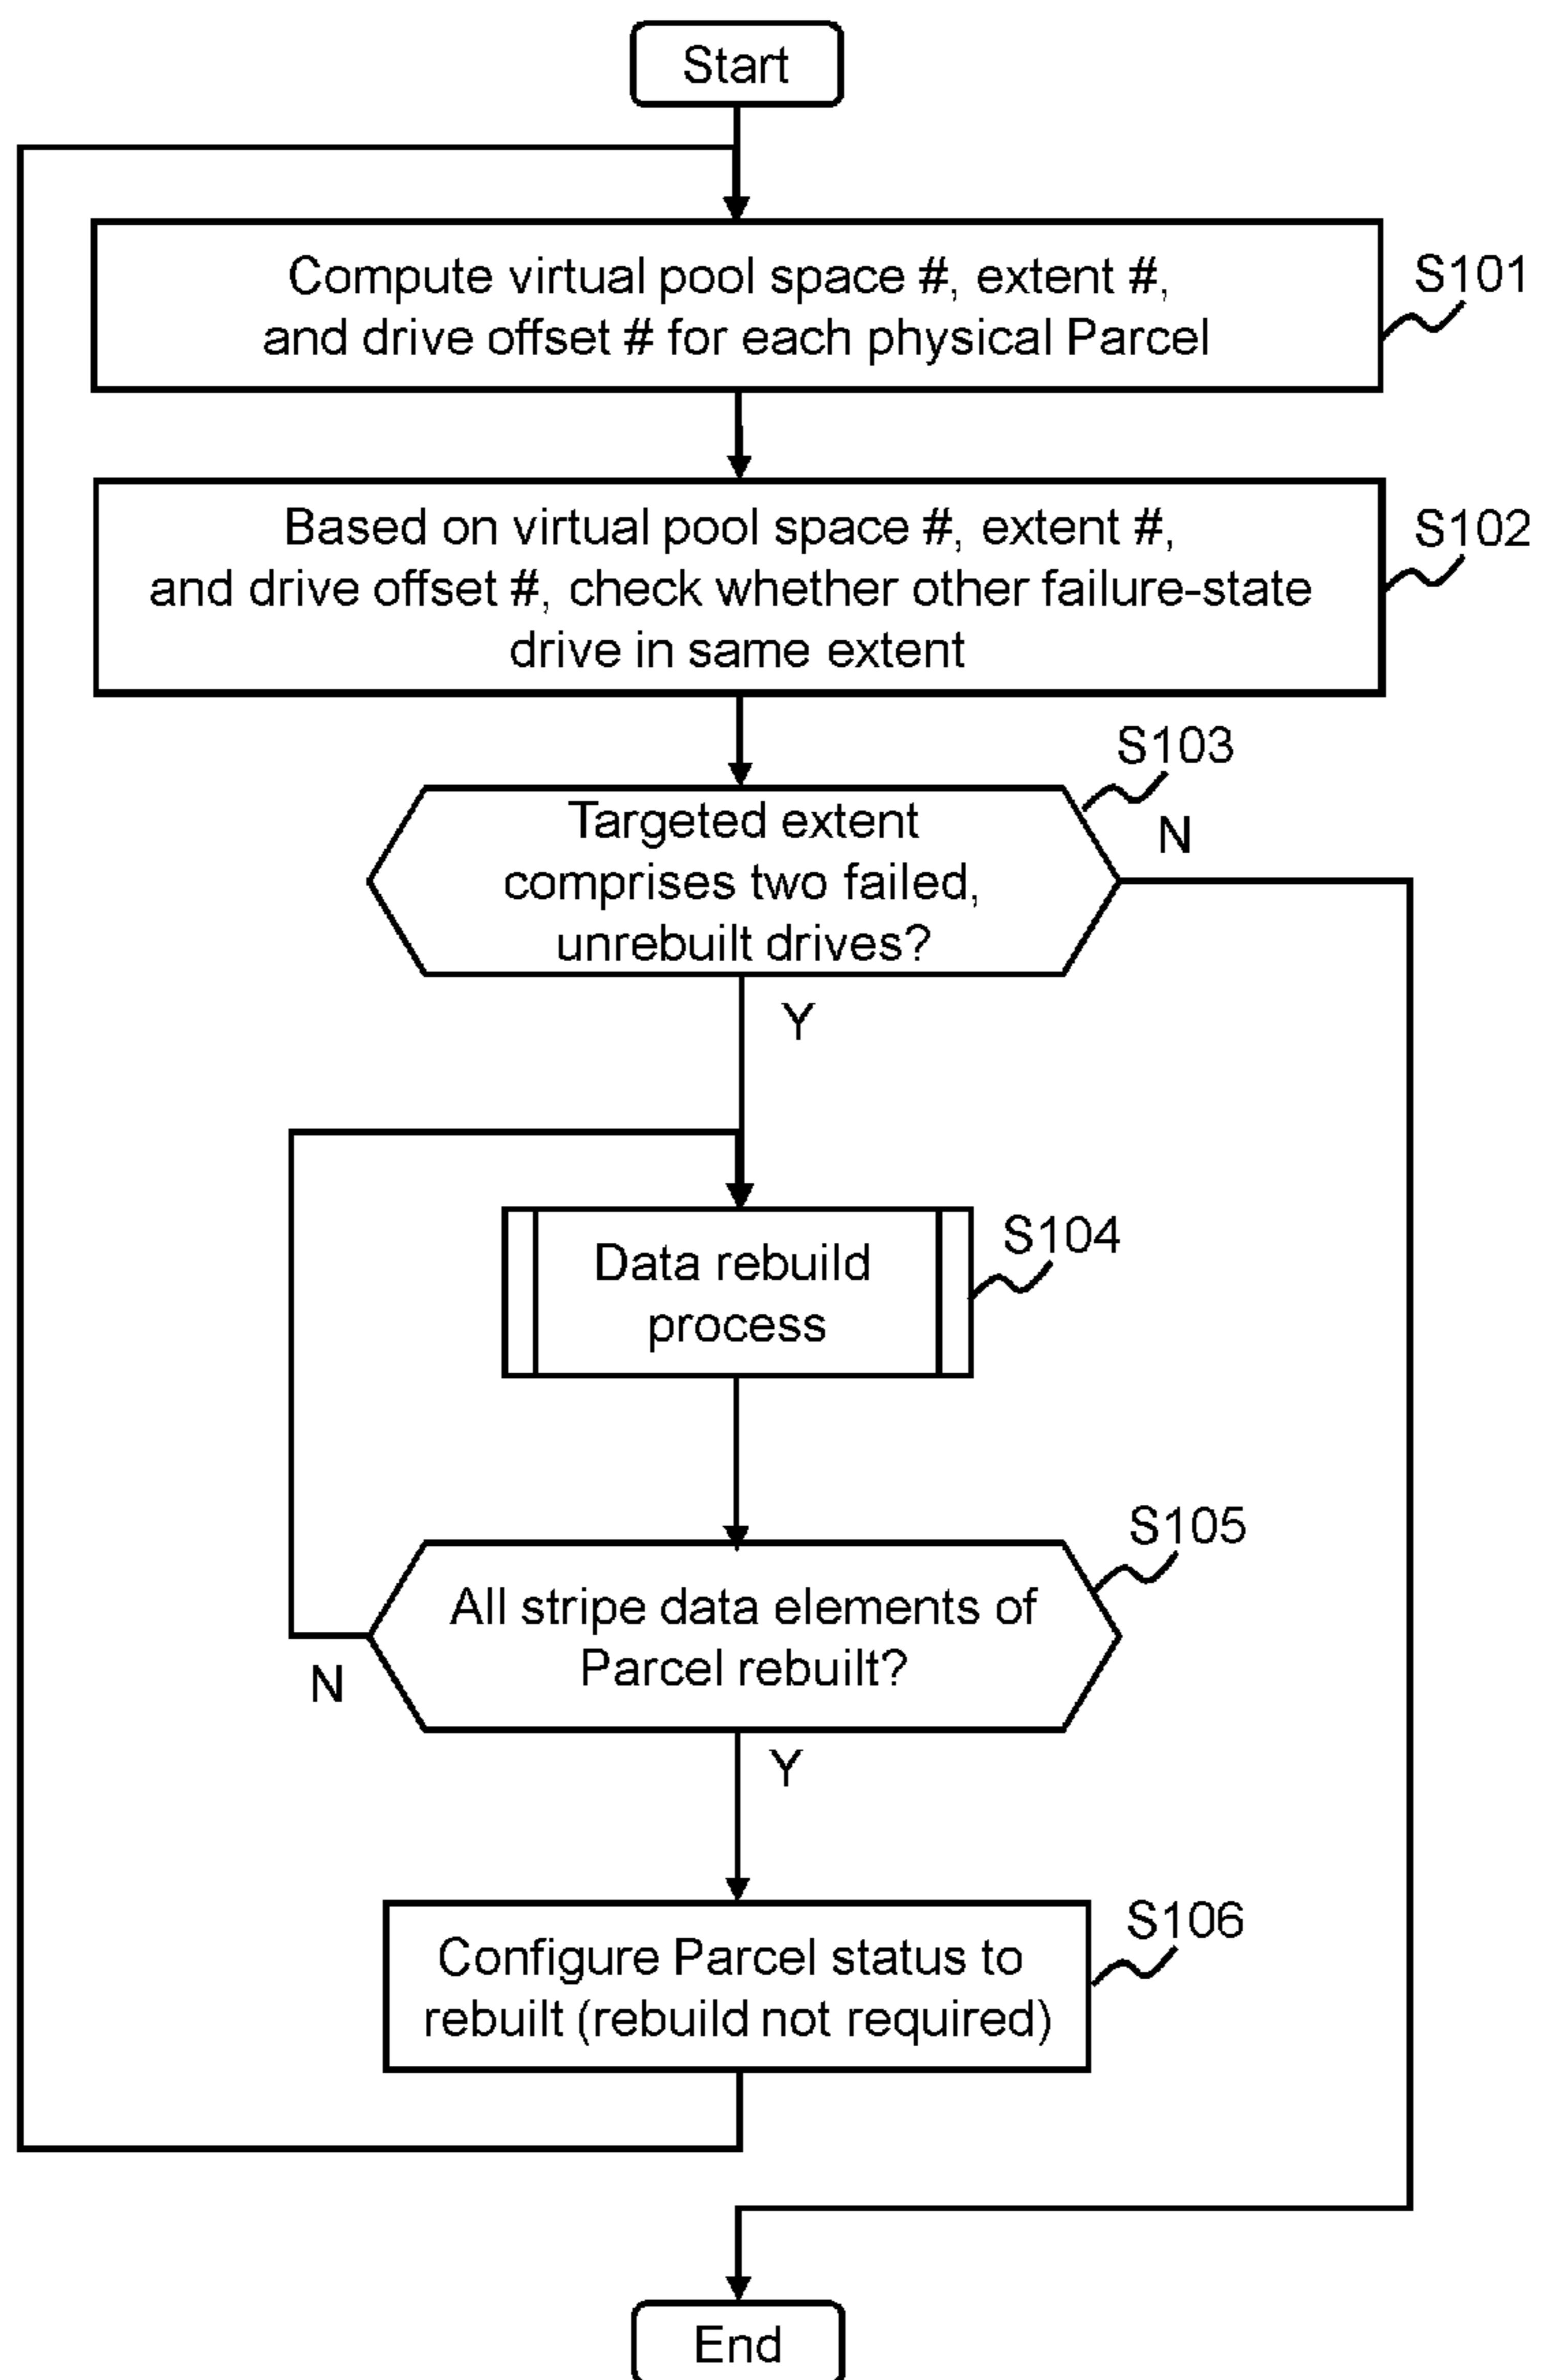 Start
Compute virtual pool space #, extent #,
and drive offset # for each physical Parcel
S101
Based on virtual pool space #, extent #,
and drive offset #, check whether other failure-state
drive in same extent
S102
S103
Targeted extent
comprises two failed,
unrebuilt drives?
N
Y
Data rebuild
process
S104
S105
All stripe data elements of
Parcel rebuilt?
N
Y
Configure Parcel status to
rebuilt (rebuild not required)
S106
End